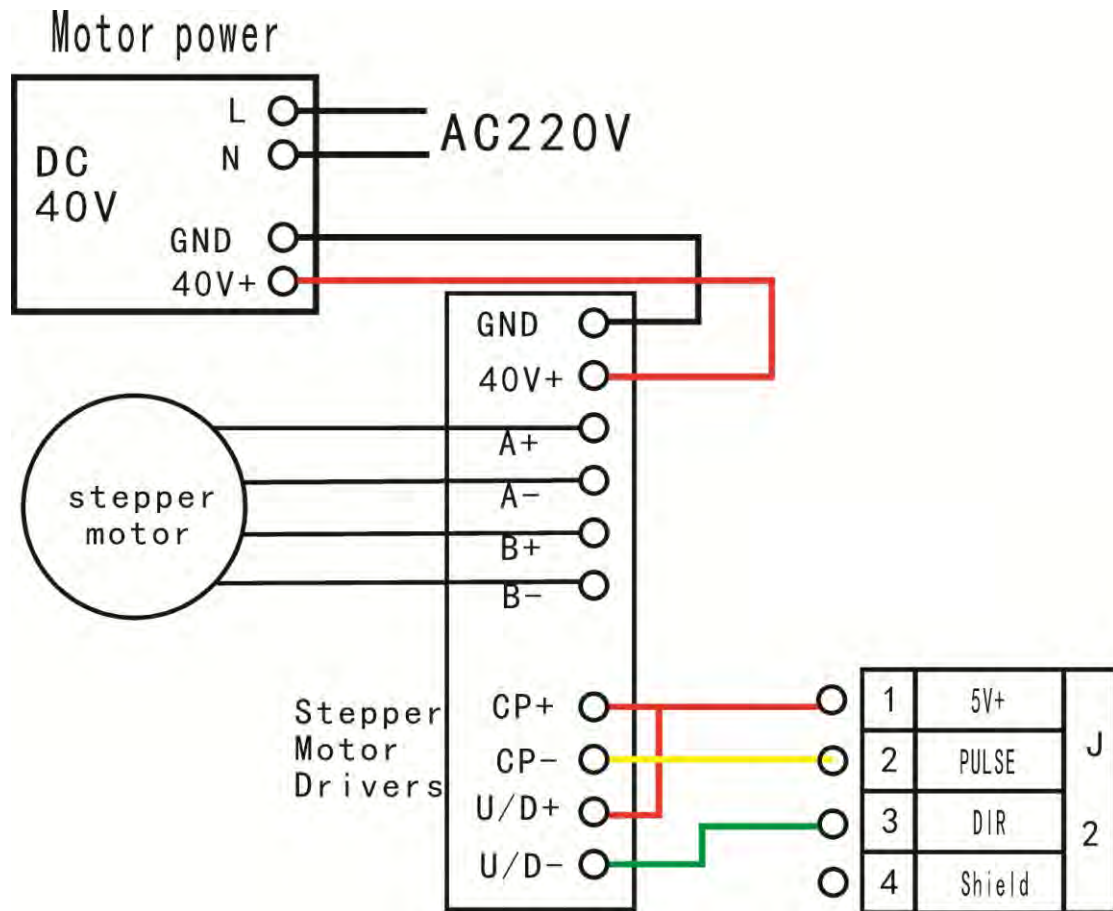 Motor power
L
N
AC220V
DC
40V
GND
40V+
GND
40V+
A+
A-
B+
B-
stepper
motor
Stepper
Motor
Drivers
CP+
CP-
U/D+
U/D-
1 5V+
2 PULSE
3 DIR
4 Shield
J
2